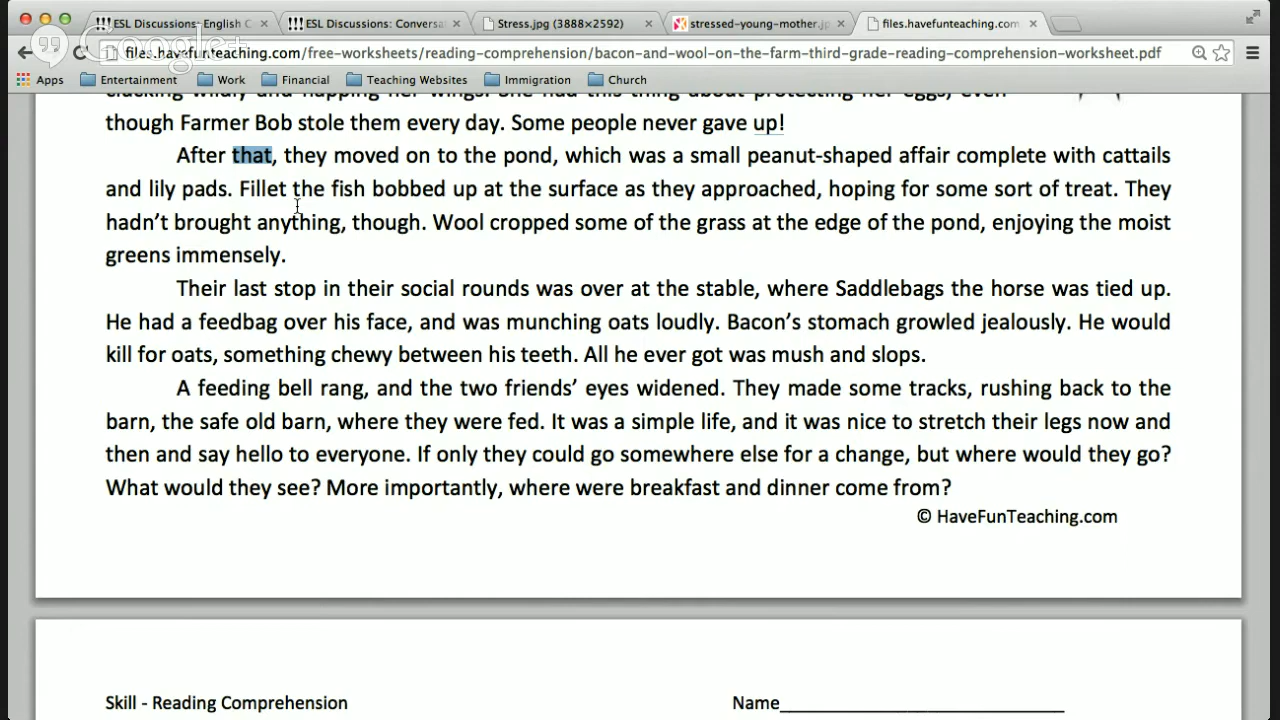 !!! ESL Discussions: English C
!!! ESL Discussions: Conversa
Stress.jpg (3888×2592)
stressed-young-mother.jp
files.havefunteaching.com
Google+
files.havefunteaching.com/free-worksheets/reading-comprehension/bacon-and-wool-on-the-farm-third-grade-reading-comprehension-worksheet.pdf
Apps Entertainment Work Financial Teaching Websites Immigration Church
clucking wildly and flapping her wings. She had this thing about protecting her eggs, even
though Farmer Bob stole them every day. Some people never gave up!
After that, they moved on to the pond, which was a small peanut-shaped affair complete with cattails
and lily pads. Fillet the fish bobbed up at the surface as they approached, hoping for some sort of treat. They
hadn't brought anything, though. Wool cropped some of the grass at the edge of the pond, enjoying the moist
greens immensely.
Their last stop in their social rounds was over at the stable, where Saddlebags the horse was tied up.
He had a feedbag over his face, and was munching oats loudly. Bacon's stomach growled jealously. He would
kill for oats, something chewy between his teeth. All he ever got was mush and slops.
A feeding bell rang, and the two friends' eyes widened. They made some tracks, rushing back to the
barn, the safe old barn, where they were fed. It was a simple life, and it was nice to stretch their legs now and
then and say hello to everyone. If only they could go somewhere else for a change, but where would they go?
What would they see? More importantly, where were breakfast and dinner come from?
© HaveFunTeaching.com
Skill - Reading Comprehension
Name____________________________